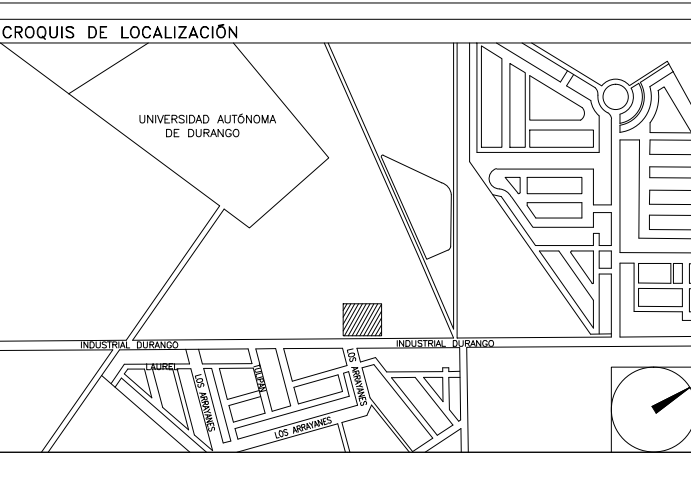 CROQUIS DE LOCALIZACIÓN
UNIVERSIDAD AUTÓNOMA
DE DURANGO
INDUSTRIAL DURANGO
INDUSTRIAL DURANGO
LAUREL
TULIPAN
LOS ARRAYANES
LOS ARRAYANES
LOS ARRAYANES